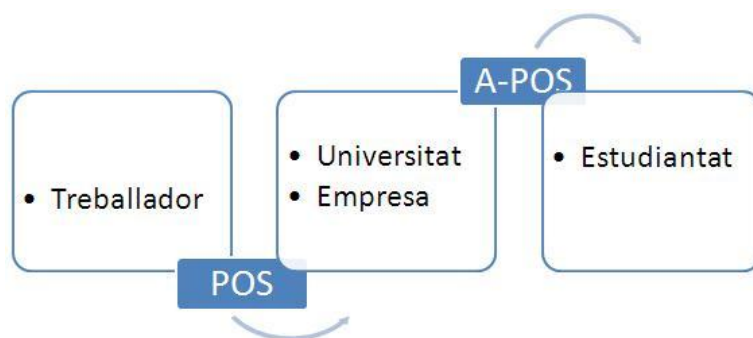 A-POS
• Universitat
• Empresa
• Estudiantat
• Treballador
POS